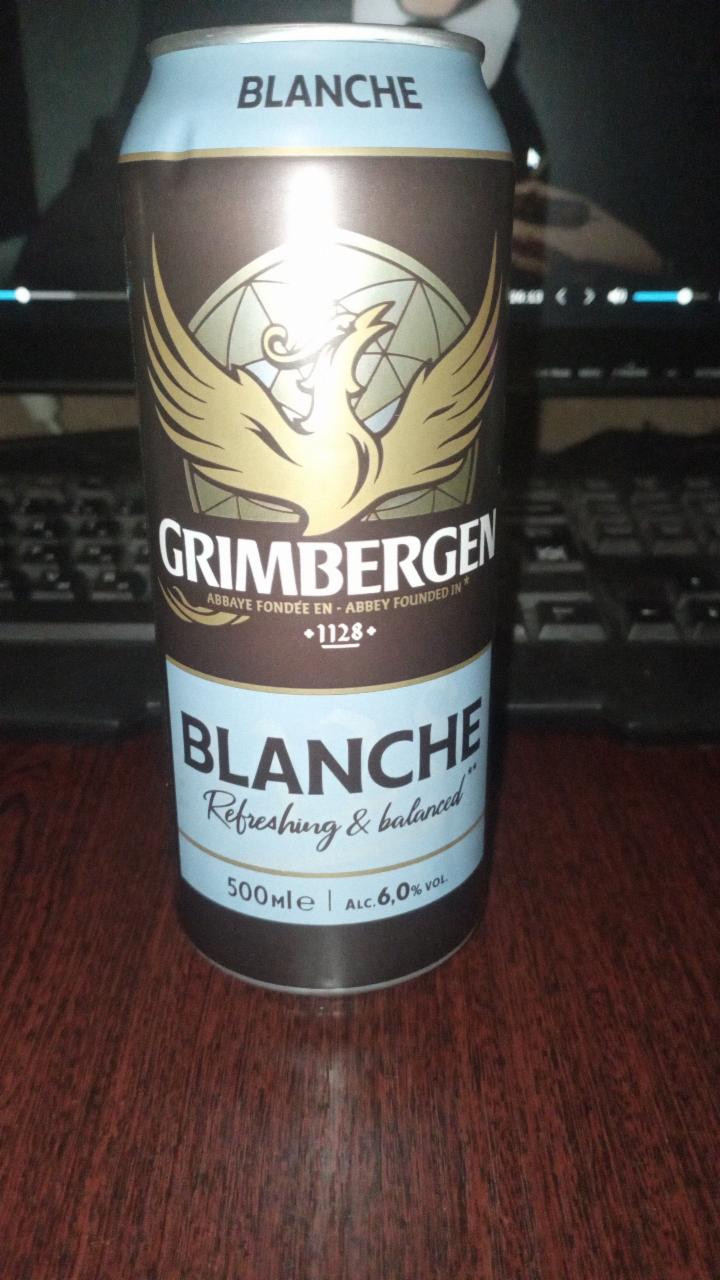 BLANCHE
GRIMBERGEN
ABBAYE FONDÉE EN - ABBEY FOUNDED IN*
1128
BLANCHE
Refreshing & balanced**
500Ml e | ALC. 6,0% VOL.